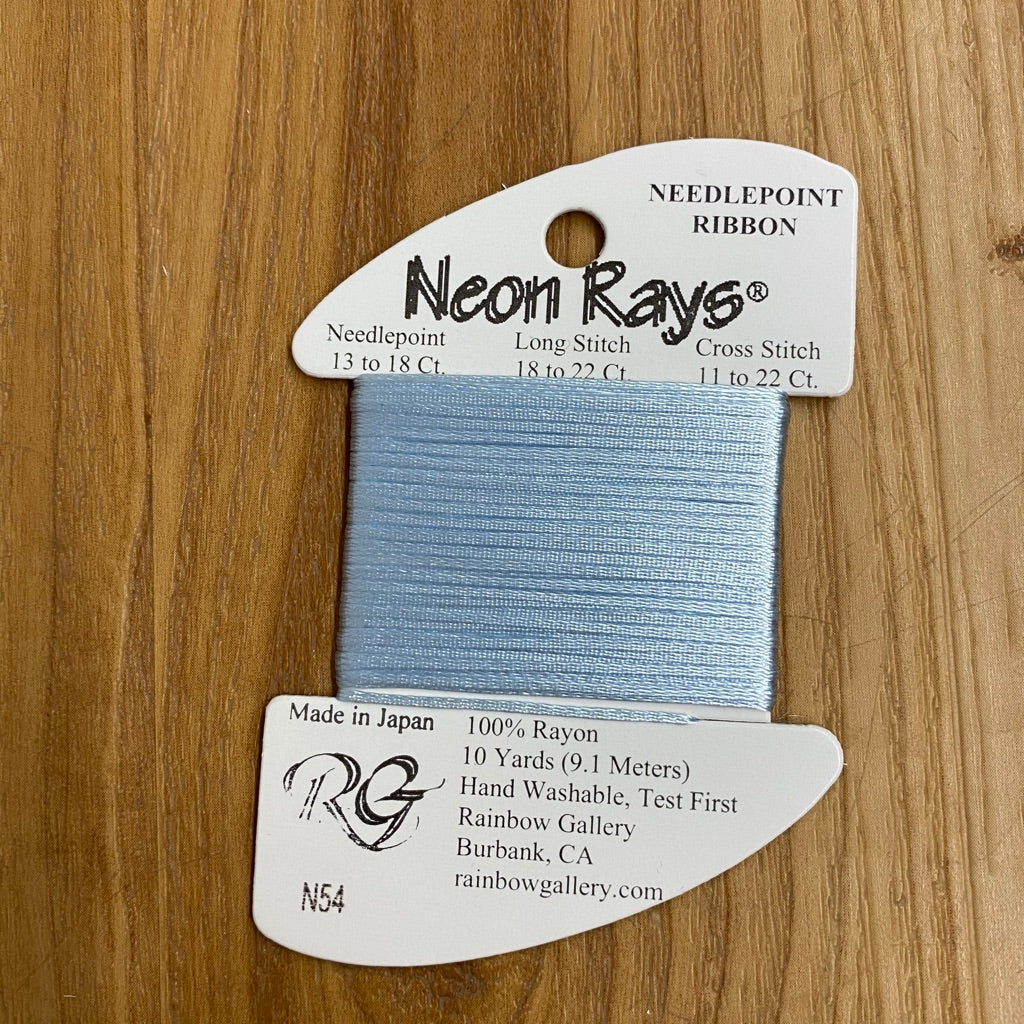 NEEDLEPOINT
RIBBON
Neon Rays®
Needlepoint
13 to 18 Ct.
Long Stitch
18 to 22 Ct.
Cross Stitch
11 to 22 Ct.
Made in Japan
RG
N54
100% Rayon
10 Yards (9.1 Meters)
Hand Washable, Test First
Rainbow Gallery
Burbank, CA
rainbowgallery.com